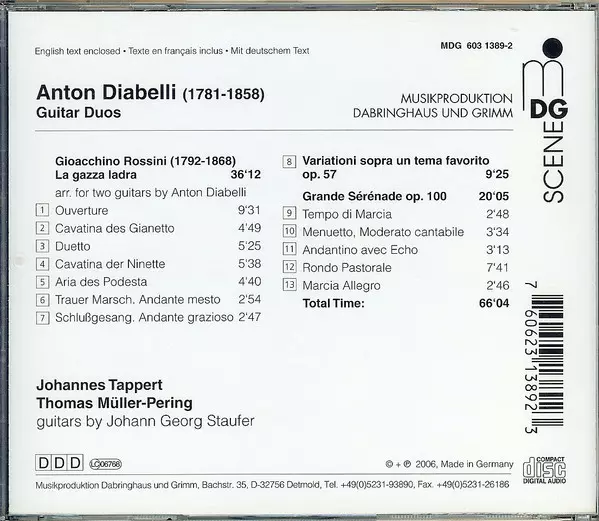 English text enclosed · Texte en français inclus · Mit deutschem Text
MDG 603 1389-2
Anton Diabelli (1781-1858)
Guitar Duos
MUSIKPRODUKTION
DABRINGHAUS UND GRIMM
MDG
SCENE
Gioacchino Rossini (1792-1868)
La gazza ladra 36'12
arr. for two guitars by Anton Diabelli
1 Ouverture 9'31
2 Cavatina des Gianetto 4'49
3 Duetto 5'25
4 Cavatina der Ninette 5'38
5 Aria des Podesta 4'40
6 Trauer Marsch. Andante mesto 2'54
7 Schlußgesang. Andante grazioso 2'47
8 Variationi sopra un tema favorito
op. 57 9'25
Grande Sérénade op. 100 20'05
9 Tempo di Marcia 2'48
10 Menuetto, Moderato cantabile 3'34
11 Andantino avec Echo 3'13
12 Rondo Pastorale 7'41
13 Marcia Allegro 2'46
Total Time: 66'04
7 60623 13892 3
Johannes Tappert
Thomas Müller-Pering
guitars by Johann Georg Staufer
DDD
LC06768
© + ℗ 2006, Made in Germany
COMPACT
disc
DIGITAL AUDIO
Musikproduktion Dabringhaus und Grimm, Bachstr. 35, D-32756 Detmold, Tel. +49(0)5231-93890, Fax. +49(0)5231-26186